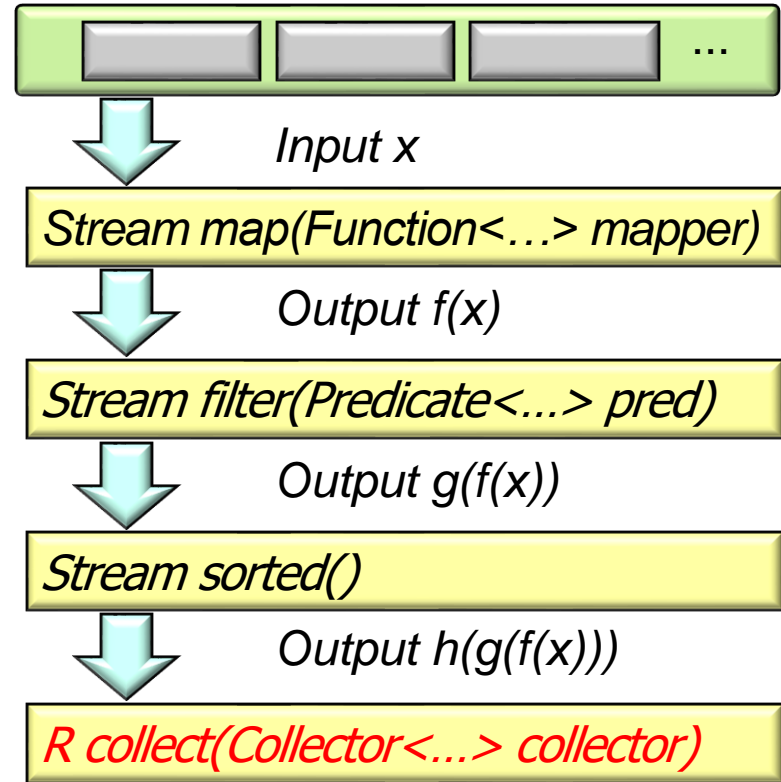 ...
Input x
Stream map(Function<…> mapper)
Output f(x)
Stream filter(Predicate<...> pred)
Output g(f(x))
Stream sorted()
Output h(g(f(x)))
R collect(Collector<...> collector)